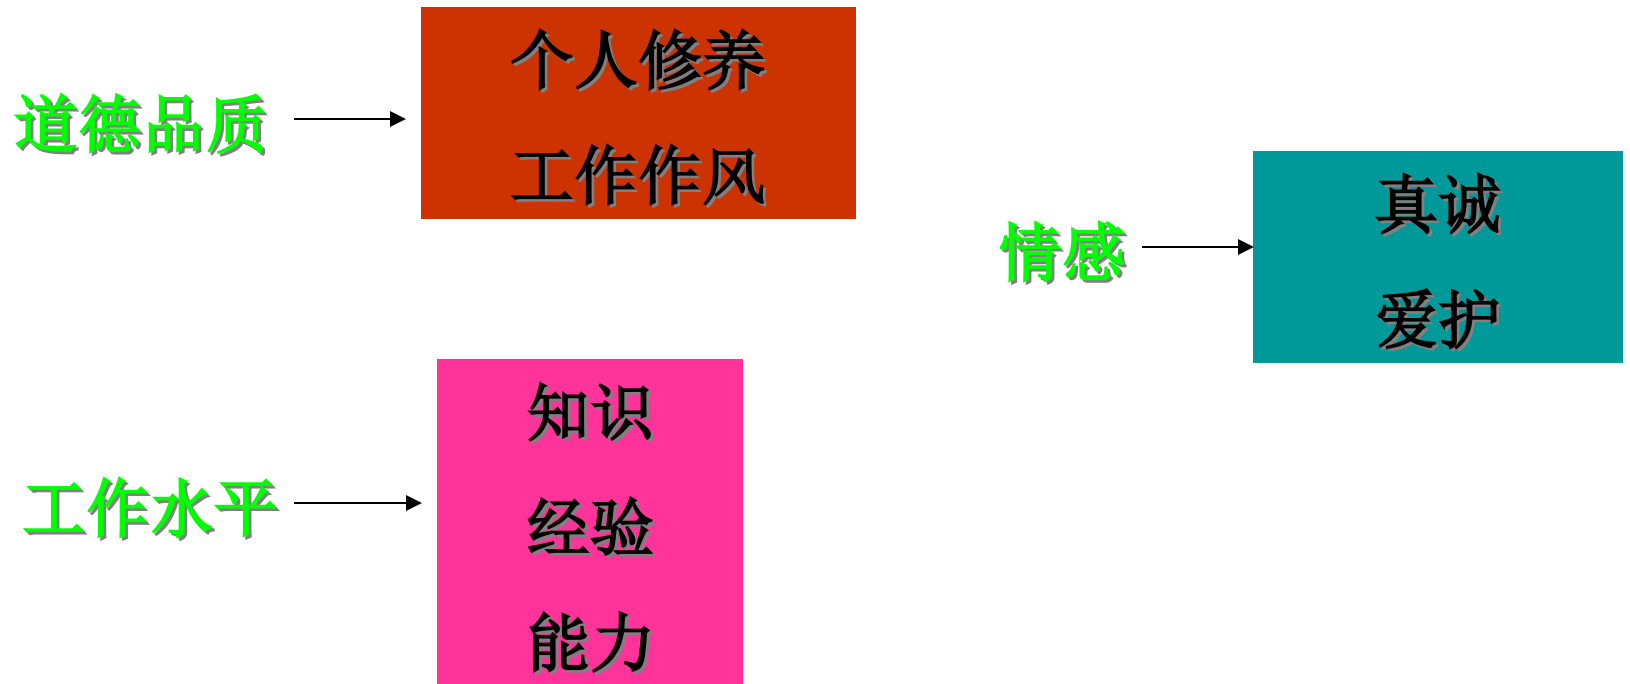 道德品质
个人修养
工作作风
情感
真诚
爱护
工作水平
知识
经验
能力